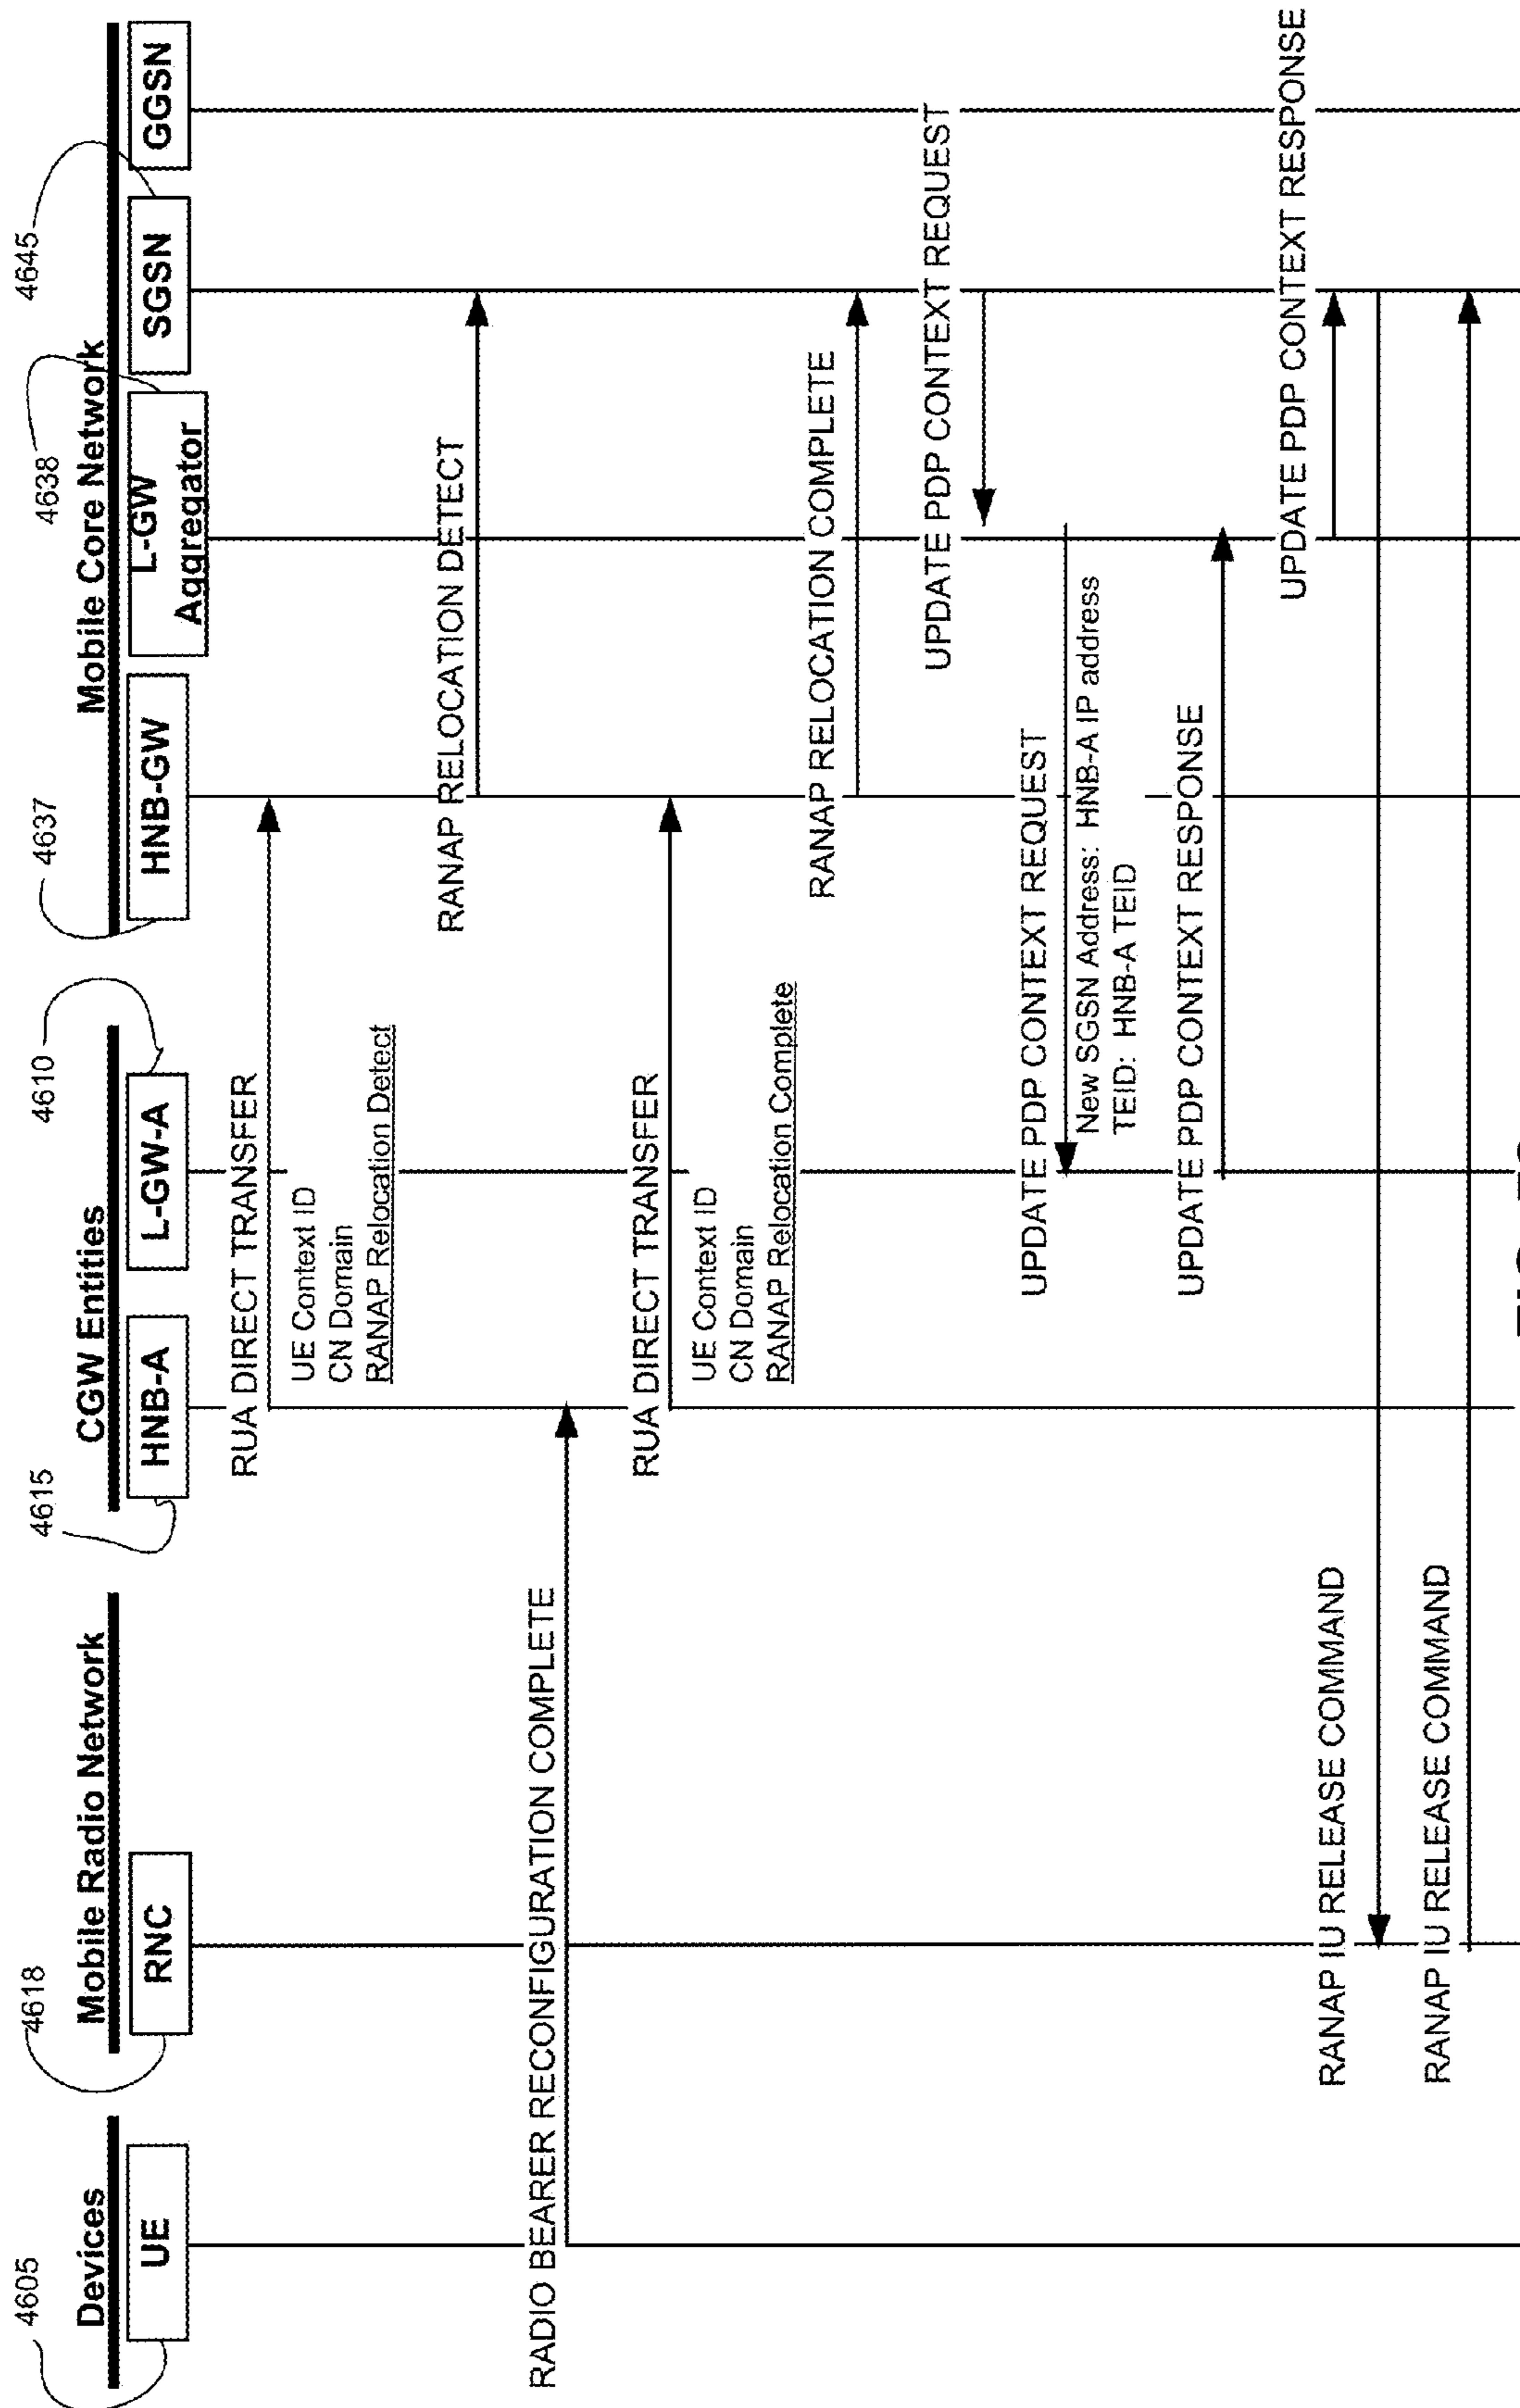 4605
4618
4615
4610
4637
4638
4645
Devices
Mobile Radio Network
CGW Entities
Mobile Core Network
UE
RNC
HNB-A
L-GW-A
HNB-GW
L-GW
Aggregator
SGSN
GGSN
RUA DIRECT TRANSFER
UE Context ID
CN Domain
RANAP Relocation Detect
RANAP RELOCATION DETECT
RADIO BEARER RECONFIGURATION COMPLETE
RUA DIRECT TRANSFER
UE Context ID
CN Domain
RANAP Relocation Complete
RANAP RELOCATION COMPLETE
UPDATE PDP CONTEXT REQUEST
UPDATE PDP CONTEXT REQUEST
New SGSN Address: HNB-A IP address
TEID: HNB-A TEID
UPDATE PDP CONTEXT RESPONSE
UPDATE PDP CONTEXT RESPONSE
RANAP IU RELEASE COMMAND
RANAP IU RELEASE COMMAND